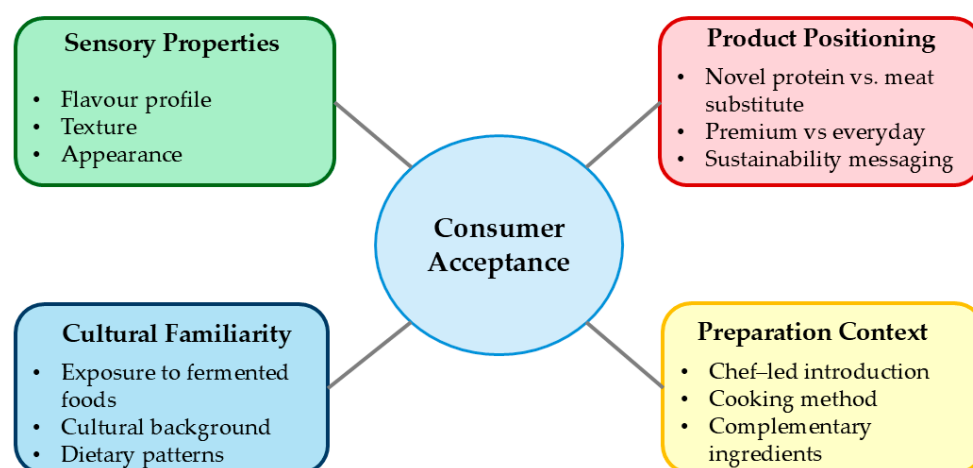 Sensory Properties
• Flavour profile
• Texture
• Appearance
Product Positioning
• Novel protein vs. meat
substitute
• Premium vs everyday
• Sustainability messaging
Consumer
Acceptance
Cultural Familiarity
• Exposure to fermented
foods
• Cultural background
• Dietary patterns
Preparation Context
• Chef–led introduction
• Cooking method
• Complementary
ingredients